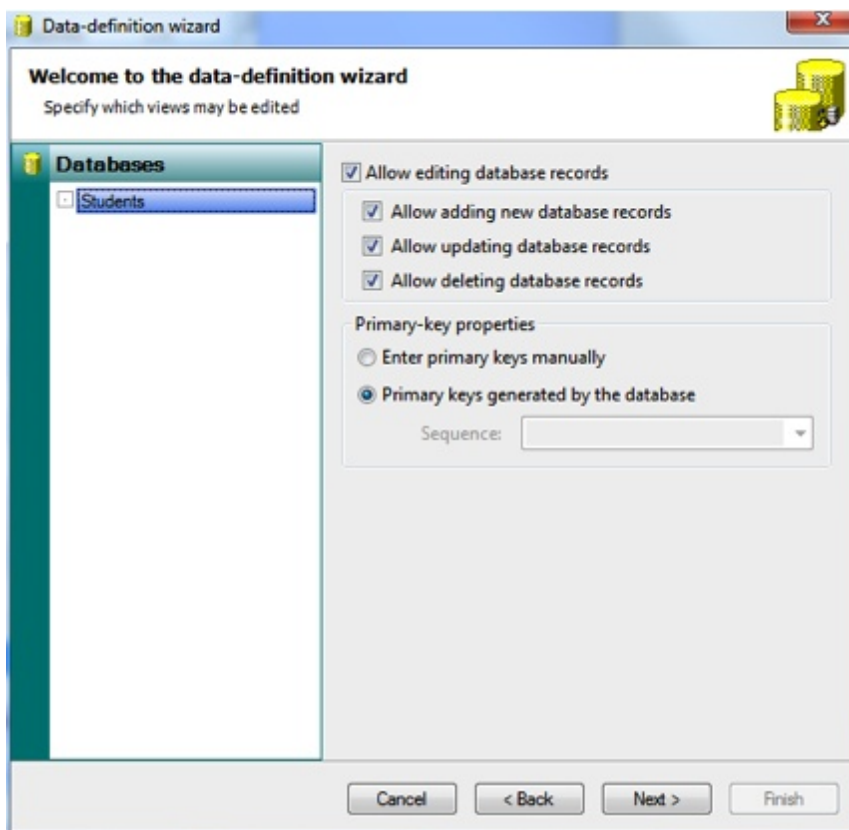 Data-definition wizard
Welcome to the data-definition wizard
Specify which views may be edited
Databases
Students
Allow editing database records
Allow adding new database records
Allow updating database records
Allow deleting database records
Primary-key properties
Enter primary keys manually
Primary keys generated by the database
Sequence:
Cancel
< Back
Next >
Finish